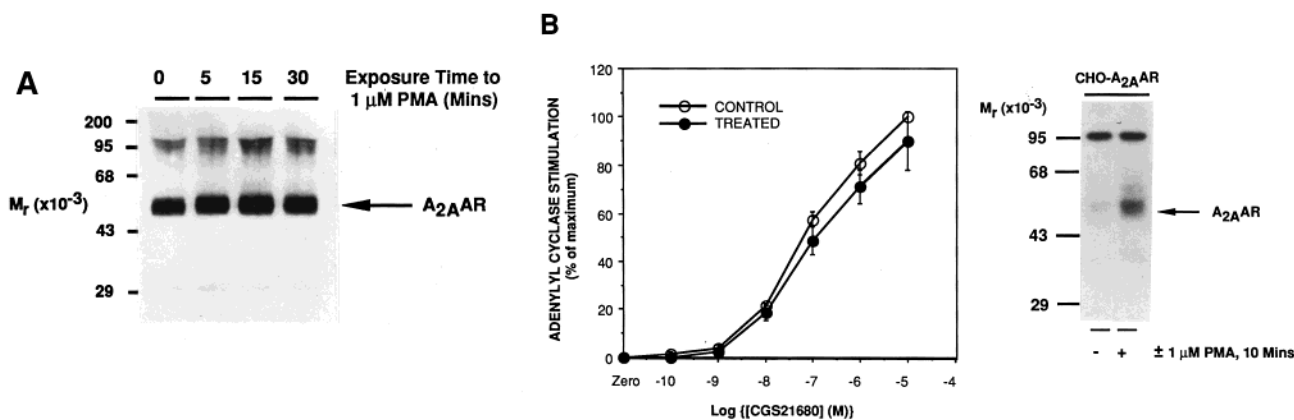 A
0 5 15 30
Exposure Time to
1 µM PMA (Mins)
200
95
68
Mr (x10-3)
43
29
A2AAR
B
120
100
80
60
40
20
0
ADENYLYL CYCLASE STIMULATION
(% of maximum)
CONTROL
TREATED
Zero -10 -9 -8 -7 -6 -5 -4
Log {[CGS21680] (M)}
CHO-A2AAR
Mr (x10-3)
95
68
43
29
A2AAR
- + ± 1 µM PMA, 10 Mins